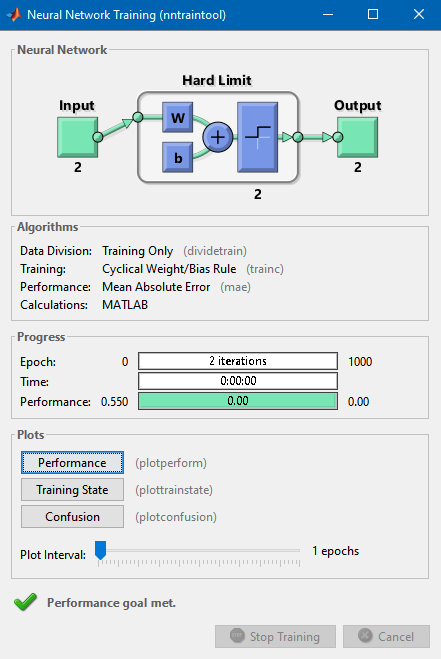 Neural Network Training (nntraintool)
Neural Network
Hard Limit
Input
Output
W
b
2
2
2
Algorithms
Data Division: Training Only (dividetrain)
Training: Cyclical Weight/Bias Rule (trainc)
Performance: Mean Absolute Error (mae)
Calculations: MATLAB
Progress
Epoch: 0 2 iterations 1000
Time: 0:00:00
Performance: 0.550 0.00 0.00
Plots
Performance (plotperform)
Training State (plottrainstate)
Confusion (plotconfusion)
Plot Interval: 1 epochs
Performance goal met.
Stop Training Cancel